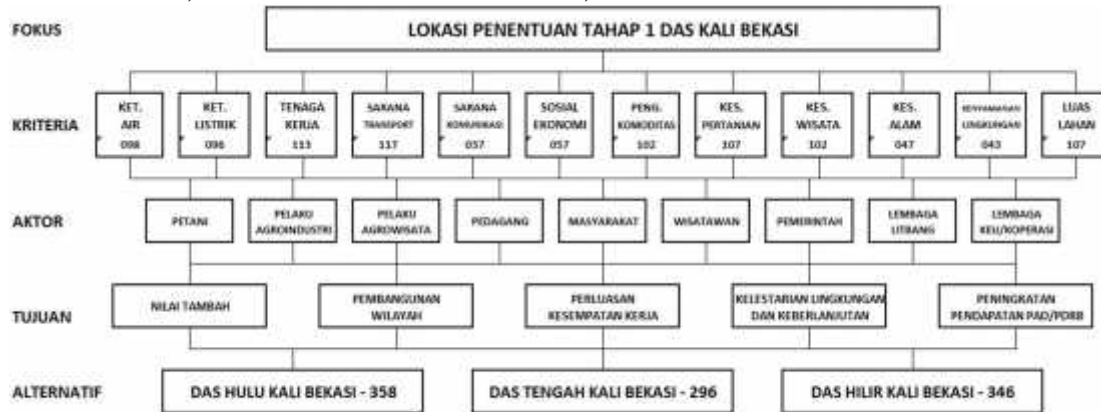 FOKUS
LOKASI PENENTUAN TAHAP 1 DAS KALI BEKASI
KRITERIA
KET.
AIR
098
KET.
LISTRIK
096
TENAGA
KERJA
113
SARANA
TRANSPORT
117
SARANA
KOMUNIKASI
037
SOSIAL
EKONOMI
057
PENG.
KOMODITAS
102
KES.
PERTANIAN
107
KES.
WISATA
102
KES.
ALAM
047
KENYAMANAN
LINGKUNGAN
043
LUAS
LAHAN
107
AKTOR
PETANI
PELAKU
AGROINDUSTRI
PELAKU
AGROWISATA
PEDAGANG
MASYARAKAT
WISATAWAN
PEMERINTAH
LEMBAGA
LITBANG
LEMBAGA
KEU/KOPERASI
TUJUAN
NILAI TAMBAH
PEMBANGUNAN
WILAYAH
PERLUASAN
KESEMPATAN KERJA
KELESTARIAN LINGKUNGAN
DAN KEBERLANJUTAN
PENINGKATAN
PENDAPATAN PAD/PDRB
ALTERNATIF
DAS HULU KALI BEKASI - 358
DAS TENGAH KALI BEKASI - 296
DAS HILIR KALI BEKASI - 346